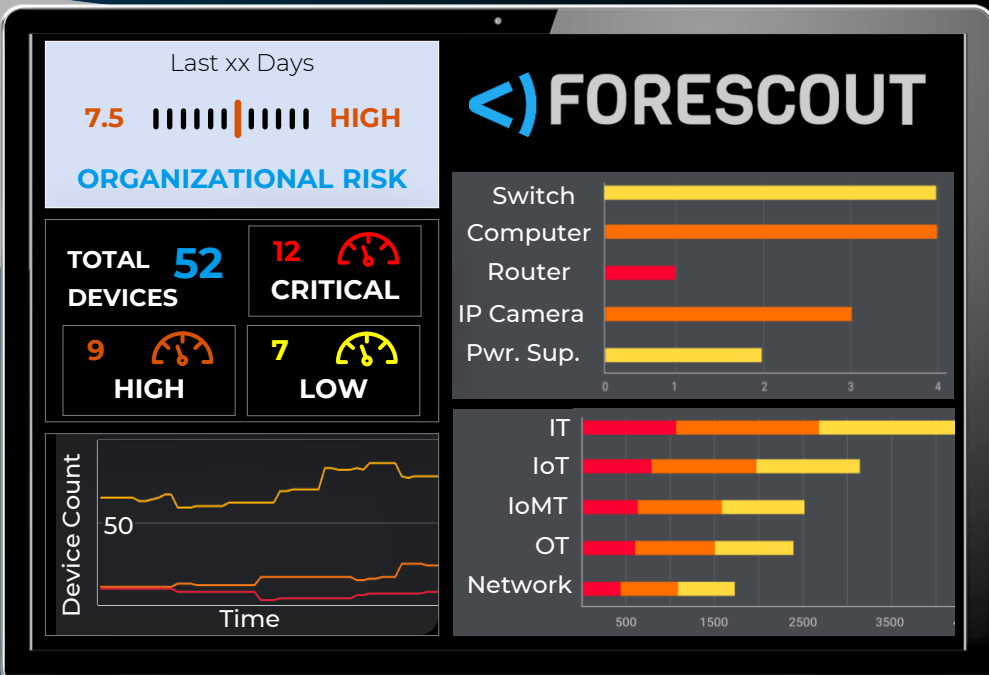 Last xx Days
7.5 HIGH
ORGANIZATIONAL RISK
<)FORESCOUT
TOTAL 52
DEVICES
12
CRITICAL
9
HIGH
7
LOW
Switch
Computer
Router
IP Camera
Pwr. Sup.
0 1 2 3 4
Device Count
50
Time
IT
IoT
IoMT
OT
Network
500 1500 2500 3500